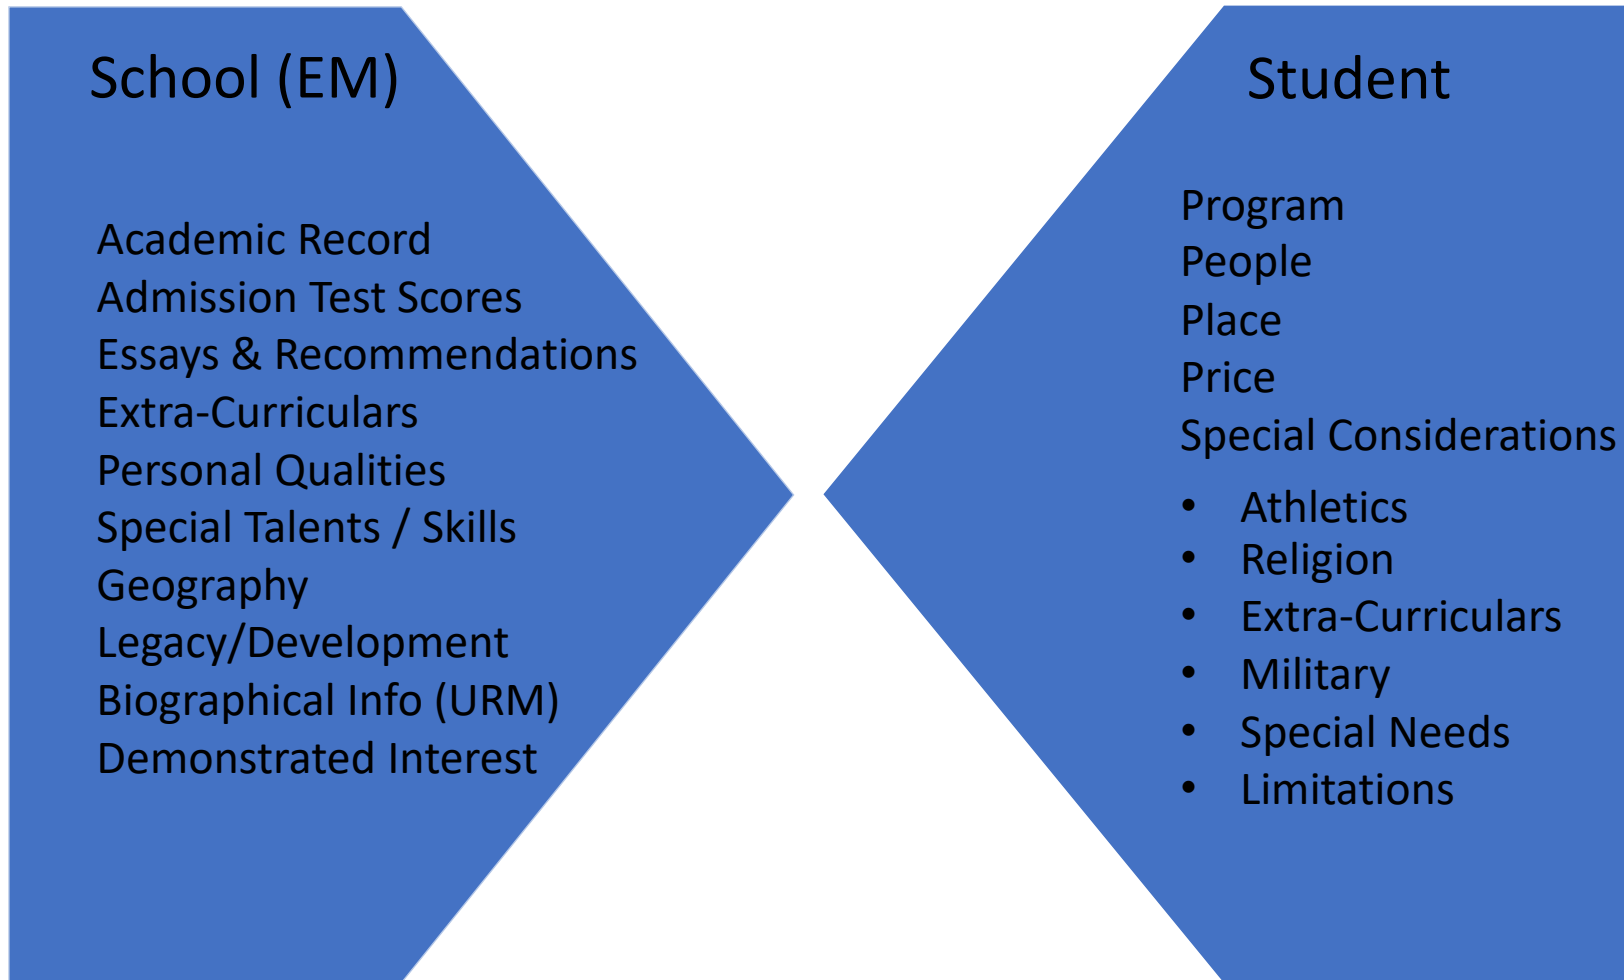 School (EM)
Academic Record
Admission Test Scores
Essays & Recommendations
Extra-Curriculars
Personal Qualities
Special Talents / Skills
Geography
Legacy/Development
Biographical Info (URM)
Demonstrated Interest
Student
Program
People
Place
Price
Special Considerations
• Athletics
• Religion
• Extra-Curriculars
• Military
• Special Needs
• Limitations